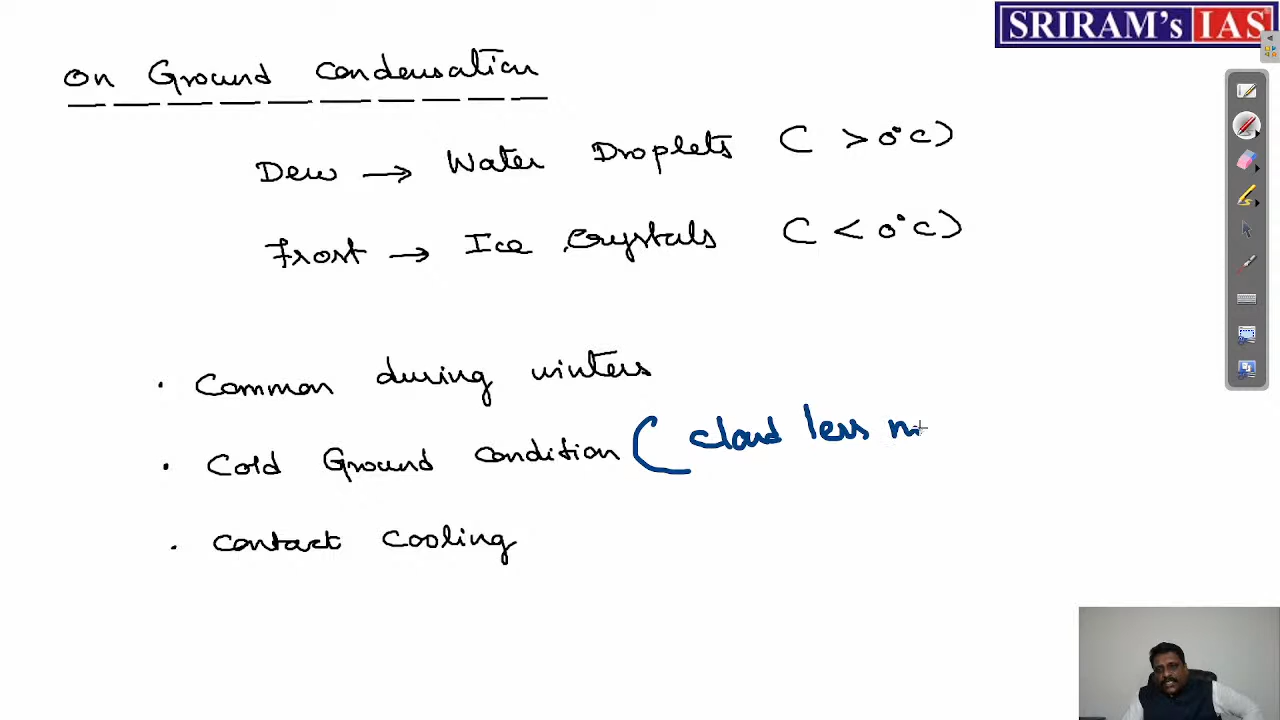 SRIRAM's IAS
On Ground Condensation
Dew → Water Droplets ( > 0°C)
Frost → Ice Crystals ( < 0°C)
• Common during winters
• Cold Ground condition ( cloud less
• Contact Cooling